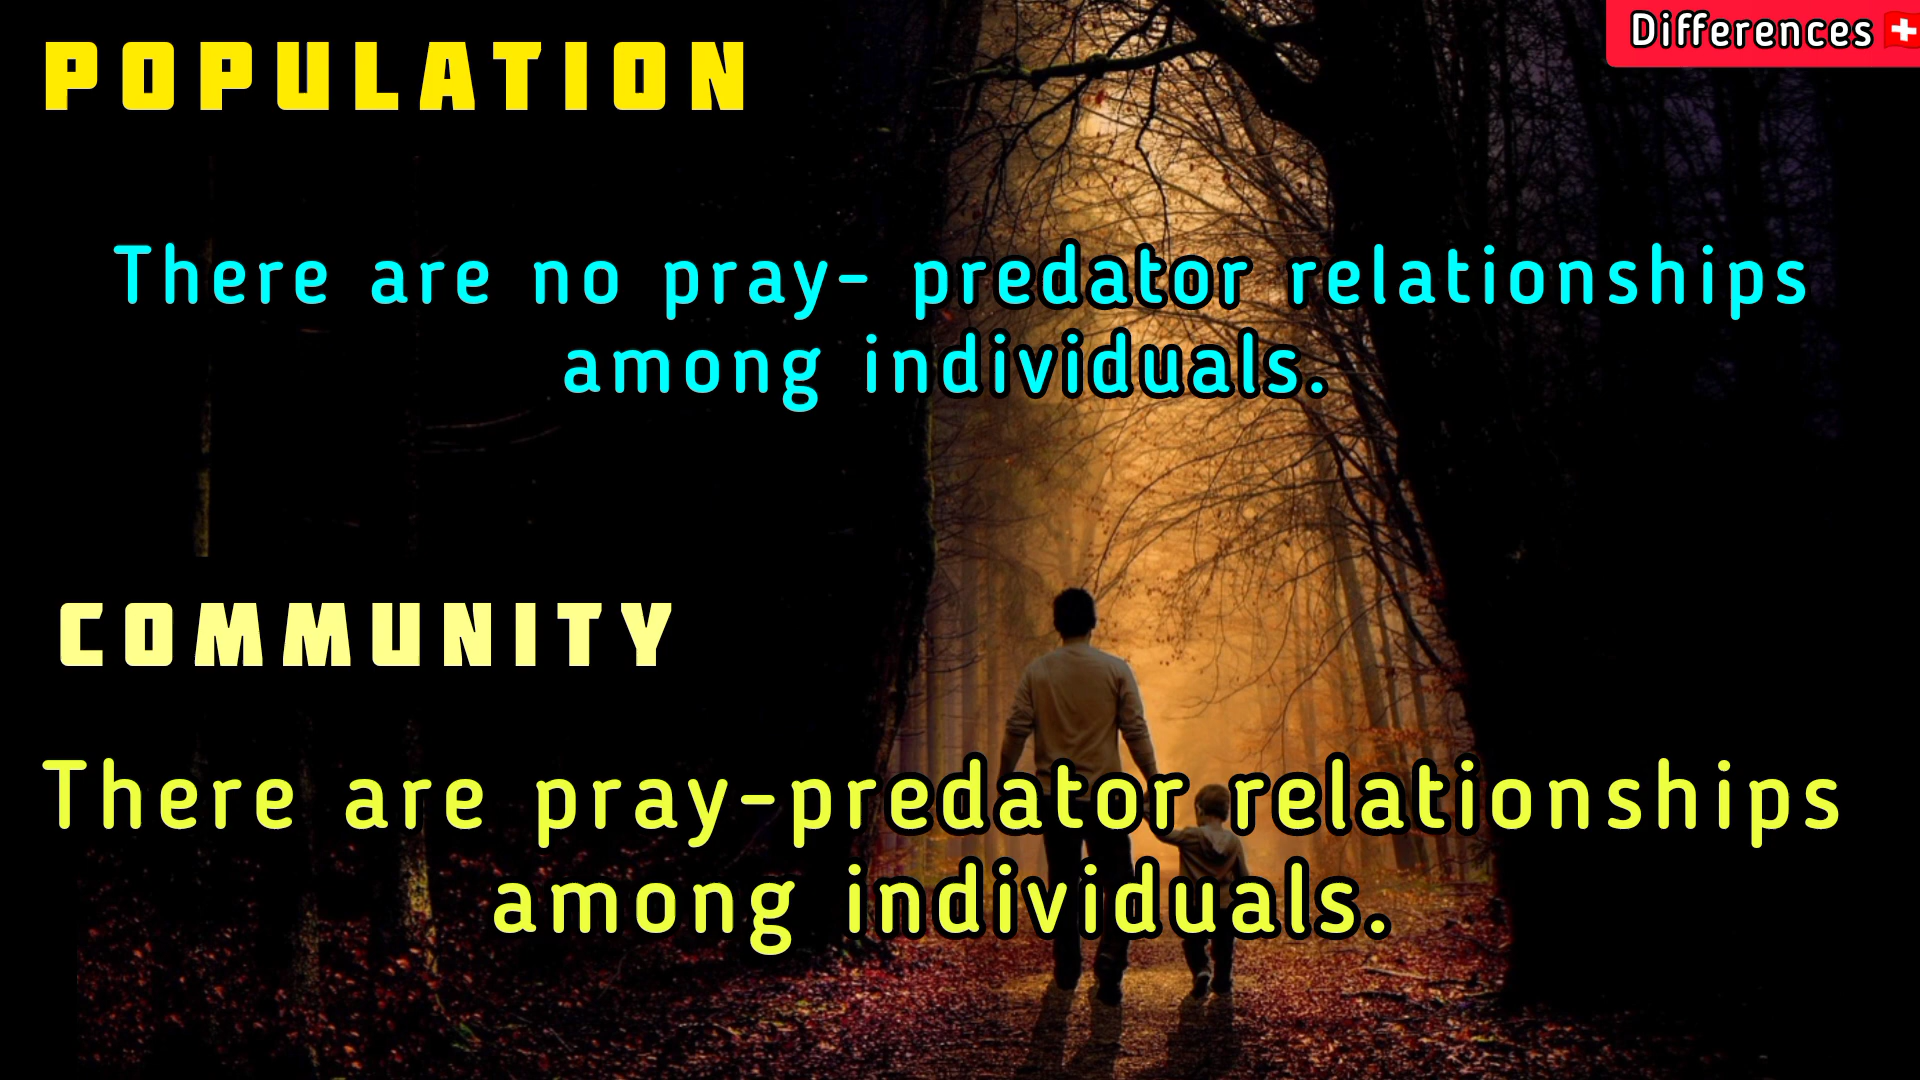 Differences
POPULATION
There are no pray- predator relationships
among individuals.
COMMUNITY
There are pray-predator relationships
among individuals.